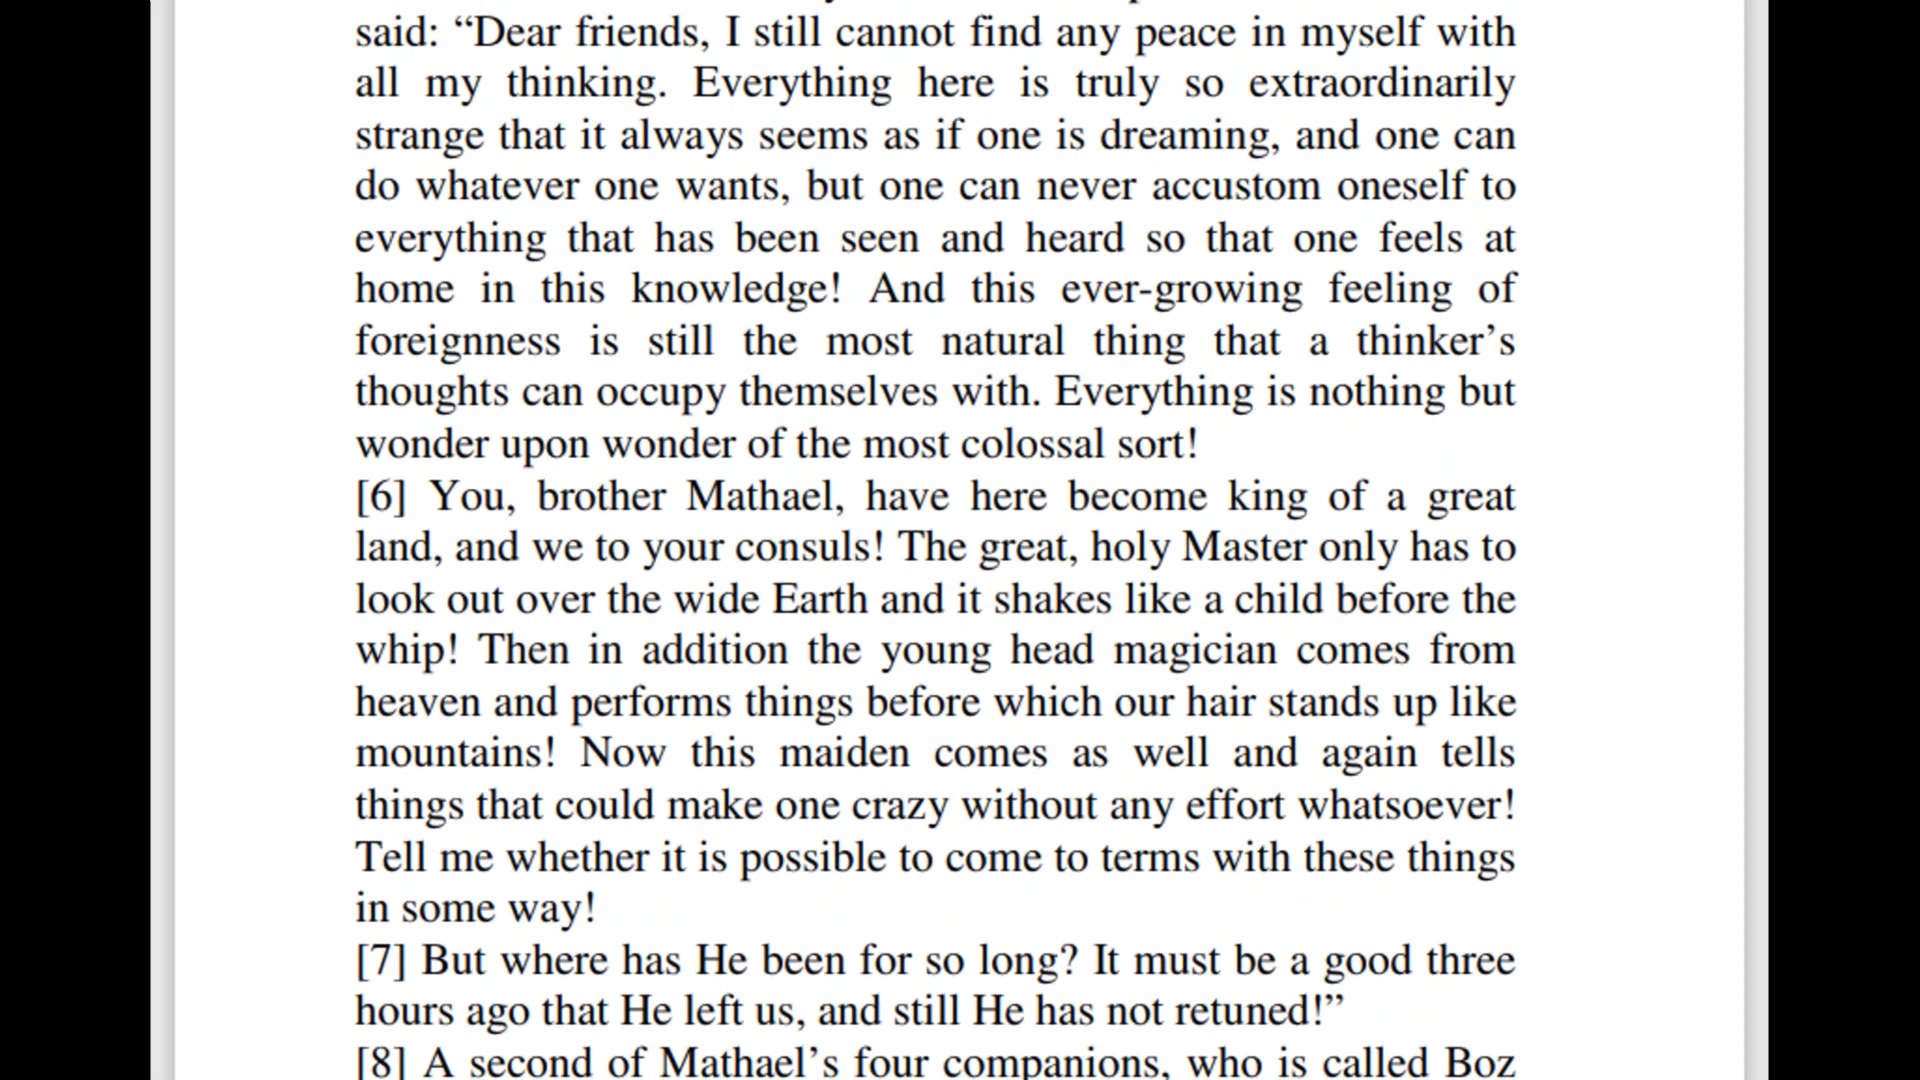 said: “Dear friends, I still cannot find any peace in myself with
all my thinking. Everything here is truly so extraordinarily
strange that it always seems as if one is dreaming, and one can
do whatever one wants, but one can never accustom oneself to
everything that has been seen and heard so that one feels at
home in this knowledge! And this ever-growing feeling of
foreignness is still the most natural thing that a thinker’s
thoughts can occupy themselves with. Everything is nothing but
wonder upon wonder of the most colossal sort!
[6] You, brother Mathael, have here become king of a great
land, and we to your consuls! The great, holy Master only has to
look out over the wide Earth and it shakes like a child before the
whip! Then in addition the young head magician comes from
heaven and performs things before which our hair stands up like
mountains! Now this maiden comes as well and again tells
things that could make one crazy without any effort whatsoever!
Tell me whether it is possible to come to terms with these things
in some way!
[7] But where has He been for so long? It must be a good three
hours ago that He left us, and still He has not retuned!”
[8] A second of Mathael’s four companions, who is called Boz